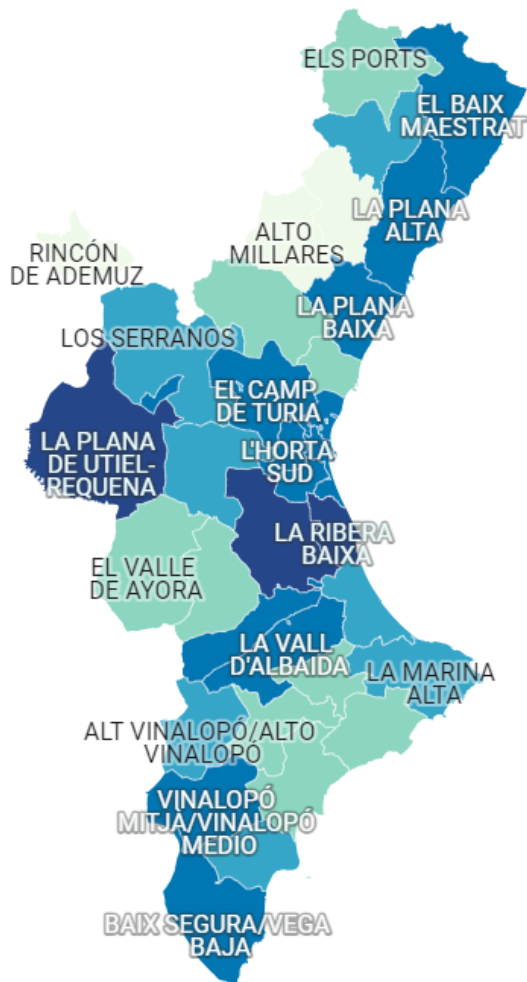 ELS PORTS
EL BAIX
MAESTRAT
LA PLANA
ALTA
ALTO
MILLARES
RINCÓN
DE ADEMUZ
LA PLANA
BAIXA
LOS SERRANOS
EL CAMP
DE TÚRIA
LA PLANA
DE UTIEL-
REQUENA
L'HORTA
SUD
LA RIBERA
BAIXA
EL VALLE
DE AYORA
LA VALL
D'ALBAIDA
LA MARINA
ALTA
ALT VINALOPÓ/ALTO
VINALOPÓ
VINALOPÓ
MITJÀ/VINALOPÓ
MEDIO
BAIX SEGURA/VEGA
BAJA